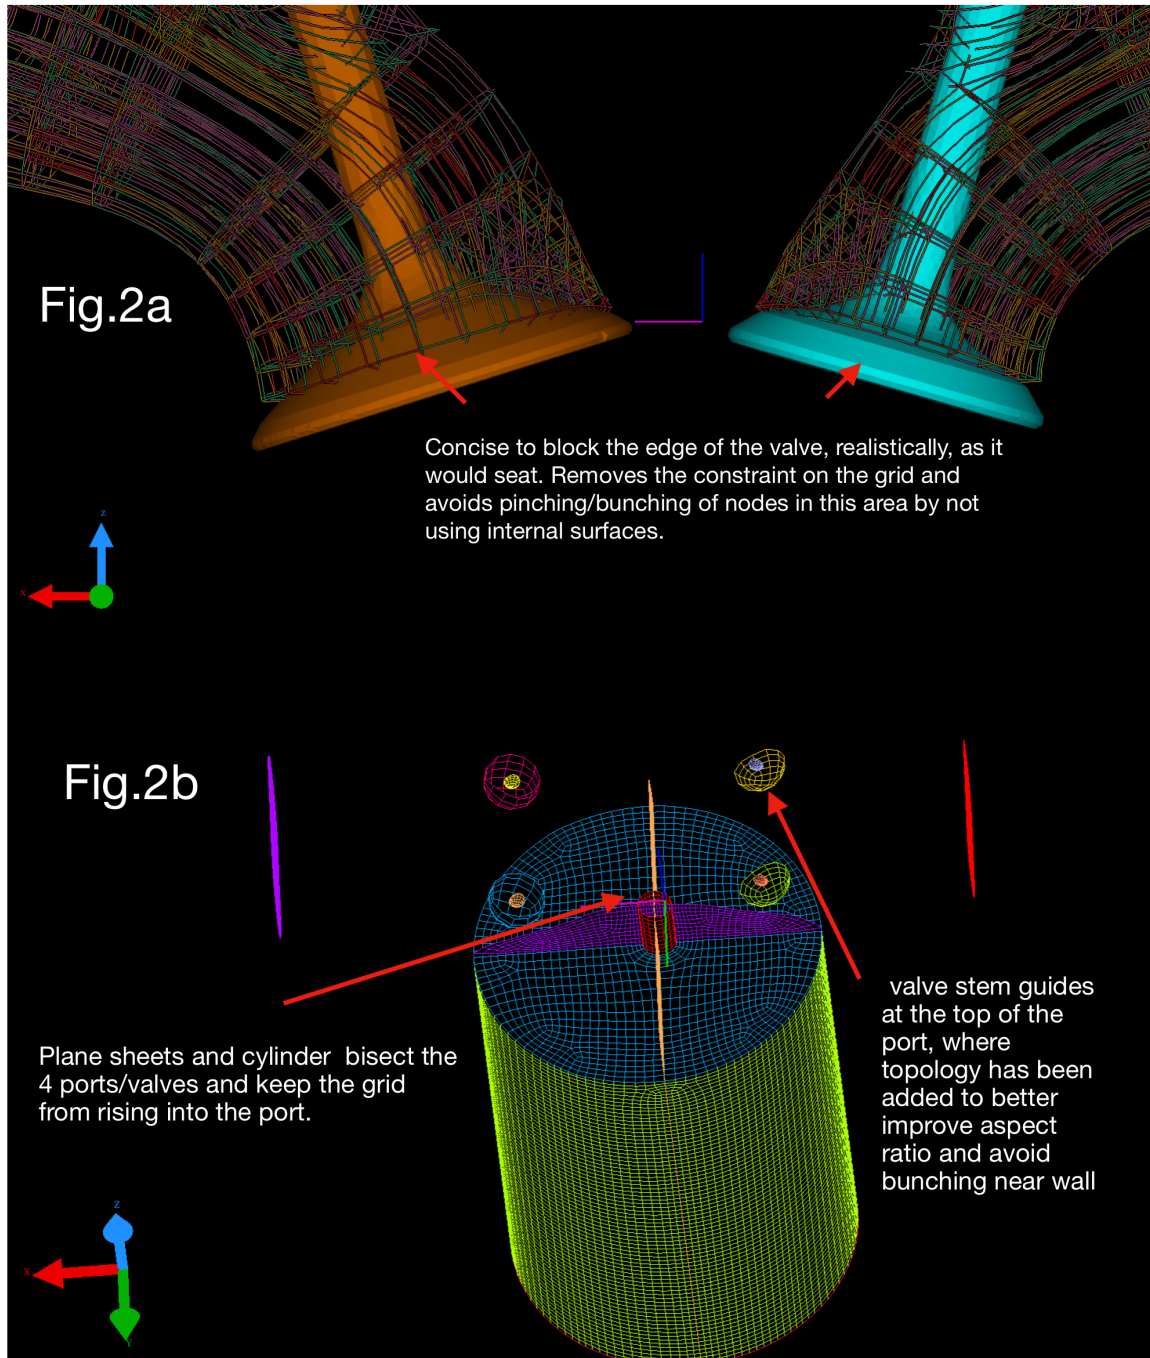 Fig.2a
Concise to block the edge of the valve, realistically, as it
would seat. Removes the constraint on the grid and
avoids pinching/bunching of nodes in this area by not
using internal surfaces.
z
x
Fig.2b
valve stem guides
at the top of the
port, where
topology has been
added to better
improve aspect
ratio and avoid
bunching near wall
Plane sheets and cylinder bisect the
4 ports/valves and keep the grid
from rising into the port.
Z
X
Y